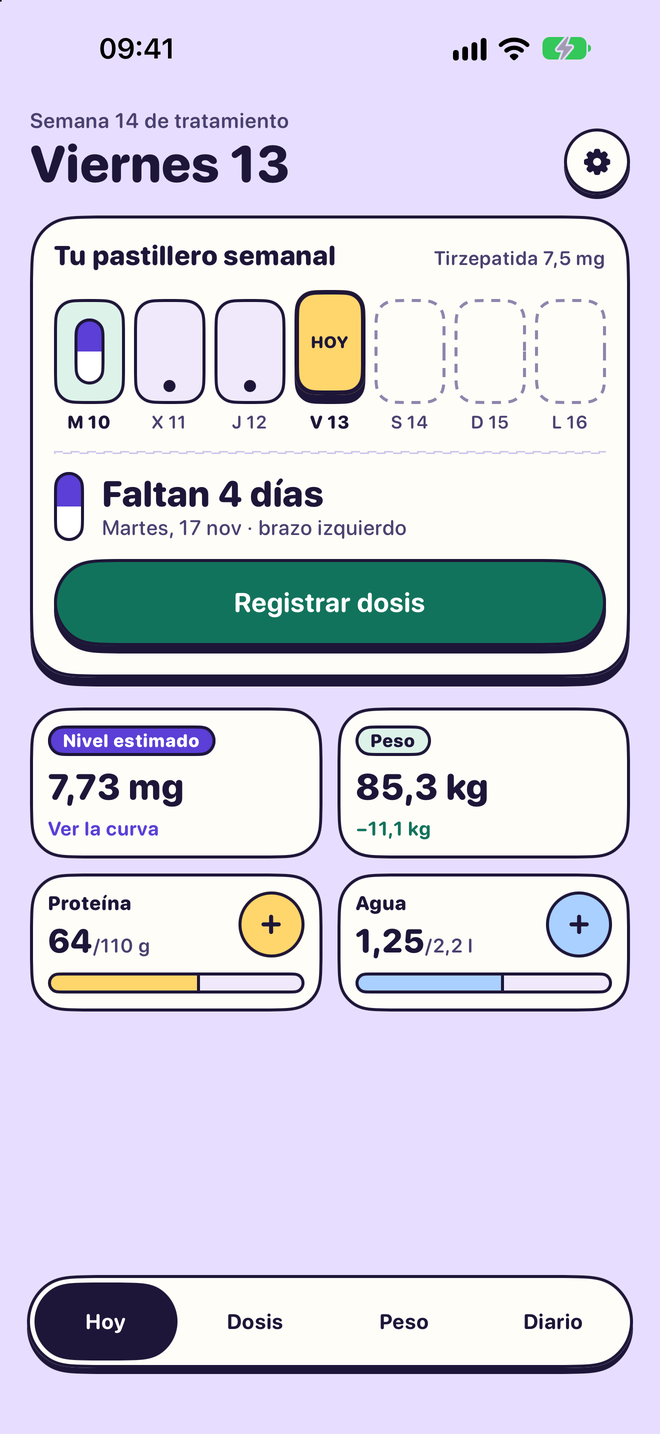 09:41
Semana 14 de tratamiento
Viernes 13
Tu pastillero semanal
Tirzepatida 7,5 mg
HOY
M 10
X 11
J 12
V 13
S 14
D 15
L 16
Faltan 4 días
Martes, 17 nov · brazo izquierdo
Registrar dosis
Nivel estimado
7,73 mg
Ver la curva
Peso
85,3 kg
−11,1 kg
Proteína
64/110 g
+
Agua
1,25/2,2 l
+
Hoy
Dosis
Peso
Diario